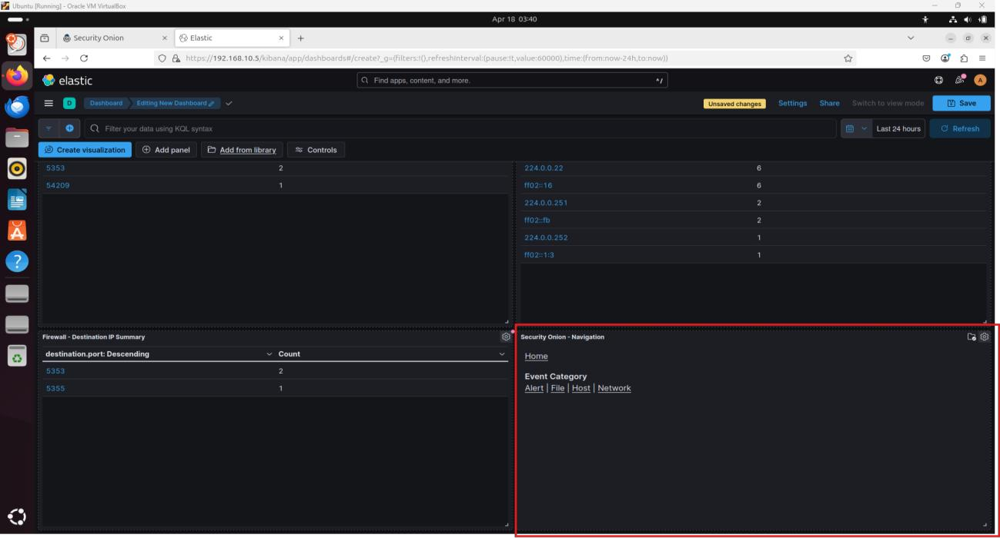 Ubuntu [Running] - Oracle VM VirtualBox
Apr 18 03:40
Security Onion
Elastic
https://192.168.10.5/kibana/app/dashboards#/create?_g=(filters:!(),refreshInterval:(pause:!t,value:60000),time:(from:now-24h,to:now))
elastic
Find apps, content, and more.
^/
A
D
Dashboard
Editing New Dashboard
Unsaved changes
Settings
Share
Switch to view mode
Save
Filter your data using KQL syntax
Last 24 hours
Refresh
Create visualization
Add panel
Add from library
Controls
5353 2
54209 1
224.0.0.22 6
ff02::16 6
224.0.0.251 2
ff02::fb 2
224.0.0.252 1
ff02::1:3 1
Firewall - Destination IP Summary
destination.port: Descending Count
5353 2
5355 1
Security Onion - Navigation
Home
Event Category
Alert | File | Host | Network